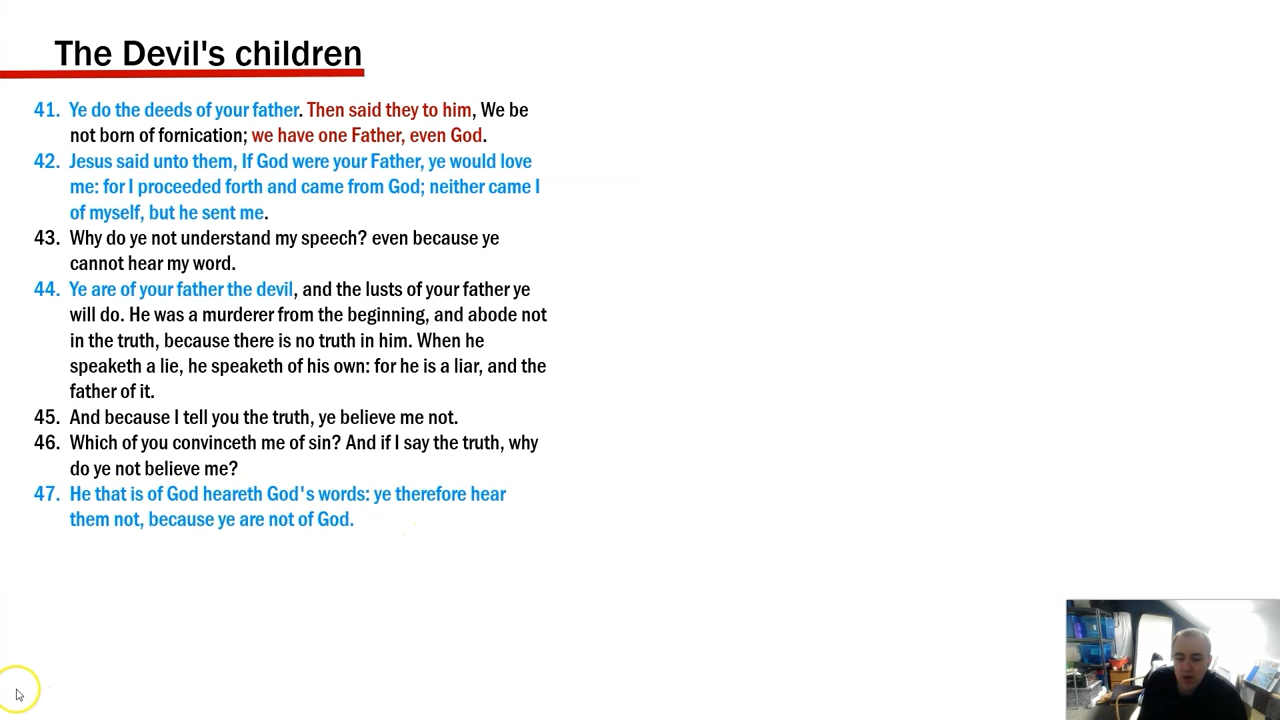 The Devil's children
41. Ye do the deeds of your father. Then said they to him, We be
not born of fornication; we have one Father, even God.
42. Jesus said unto them, If God were your Father, ye would love
me: for I proceeded forth and came from God; neither came I
of myself, but he sent me.
43. Why do ye not understand my speech? even because ye
cannot hear my word.
44. Ye are of your father the devil, and the lusts of your father ye
will do. He was a murderer from the beginning, and abode not
in the truth, because there is no truth in him. When he
speaketh a lie, he speaketh of his own: for he is a liar, and the
father of it.
45. And because I tell you the truth, ye believe me not.
46. Which of you convinceth me of sin? And if I say the truth, why
do ye not believe me?
47. He that is of God heareth God's words: ye therefore hear
them not, because ye are not of God.